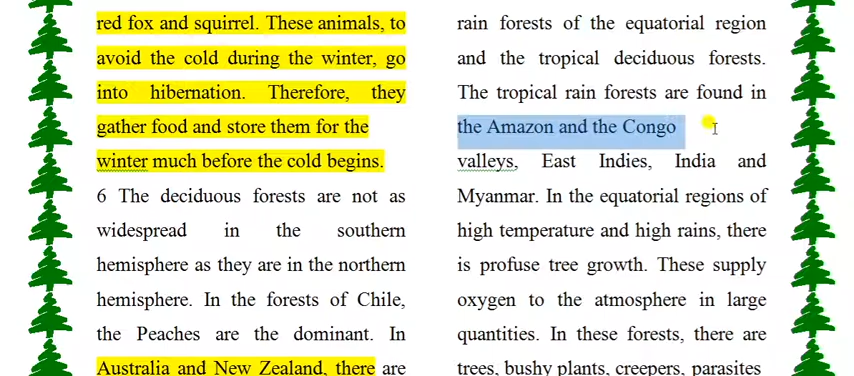 red fox and squirrel. These animals, to
avoid the cold during the winter, go
into hibernation. Therefore, they
gather food and store them for the
winter much before the cold begins.
6 The deciduous forests are not as
widespread in the southern
hemisphere as they are in the northern
hemisphere. In the forests of Chile,
the Peaches are the dominant. In
Australia and New Zealand, there are
rain forests of the equatorial region
and the tropical deciduous forests.
The tropical rain forests are found in
the Amazon and the Congo
valleys, East Indies, India and
Myanmar. In the equatorial regions of
high temperature and high rains, there
is profuse tree growth. These supply
oxygen to the atmosphere in large
quantities. In these forests, there are
trees, bushy plants, creepers, parasites